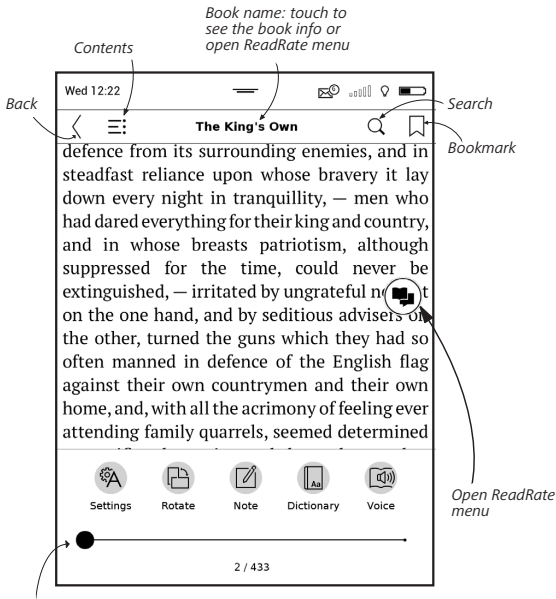 Book name: touch to
see the book info or
open ReadRate menu
Contents
Wed 12:22
6
Back
The King's Own
Search
Bookmark
defence from its surrounding enemies, and in
steadfast reliance upon whose bravery it lay
down every night in tranquillity, — men who
had dared everything for their king and country,
and in whose breasts patriotism, although
suppressed for the time, could never be
extinguished, — irritated by ungrateful
on the one hand, and by seditious advisers on
the other, turned the guns which they had so
often manned in defence of the English flag
against their own countrymen and their own
home, and, with all the acrimony of feeling ever
attending family quarrels, seemed determined
Settings
Rotate
Note
Aa
Dictionary
Voice
Open ReadRate
menu
2 / 433